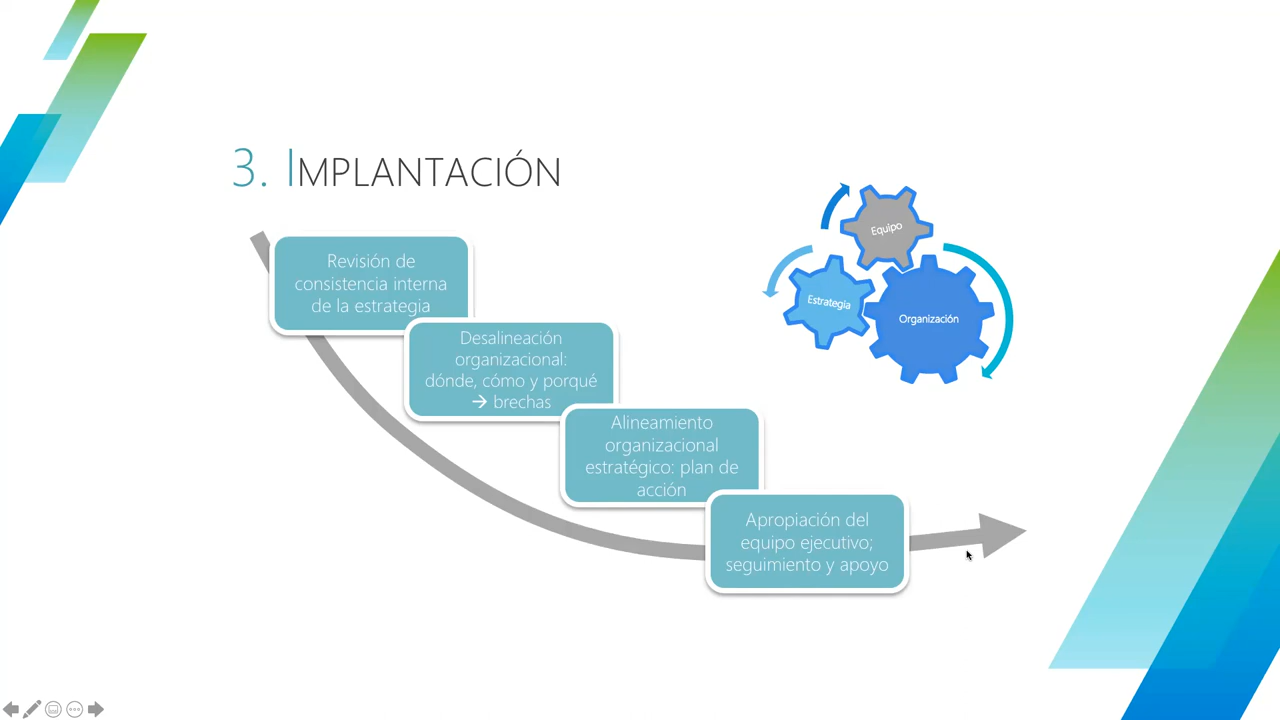 3. IMPLANTACIÓN
Revisión de
consistencia interna
de la estrategia
Desalineación
organizacional:
dónde, cómo y porqué
→ brechas
Alineamiento
organizacional
estratégico: plan de
acción
Apropiación del
equipo ejecutivo;
seguimiento y apoyo
Equipo
Estrategia
Organización